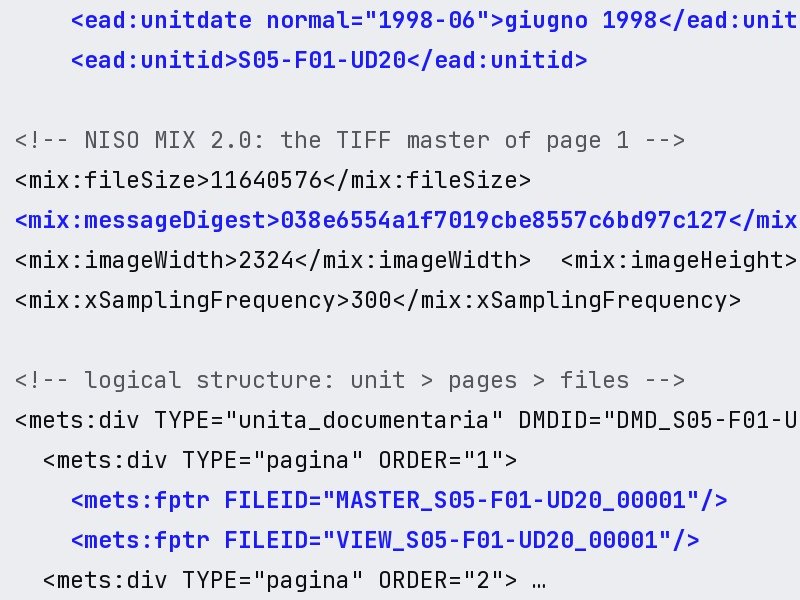 <ead:unitdate normal="1998-06">giugno 1998</ead:unit
<ead:unitid>S05-F01-UD20</ead:unitid>
<!-- NISO MIX 2.0: the TIFF master of page 1 -->
<mix:fileSize>11640576</mix:fileSize>
<mix:messageDigest>038e6554a1f7019cbe8557c6bd97c127</mix
<mix:imageWidth>2324</mix:imageWidth>  <mix:imageHeight>
<mix:xSamplingFrequency>300</mix:xSamplingFrequency>
<!-- logical structure: unit > pages > files -->
<mets:div TYPE="unita_documentaria" DMDID="DMD_S05-F01-U
<mets:div TYPE="pagina" ORDER="1">
<mets:fptr FILEID="MASTER_S05-F01-UD20_00001"/>
<mets:fptr FILEID="VIEW_S05-F01-UD20_00001"/>
<mets:div TYPE="pagina" ORDER="2"> …